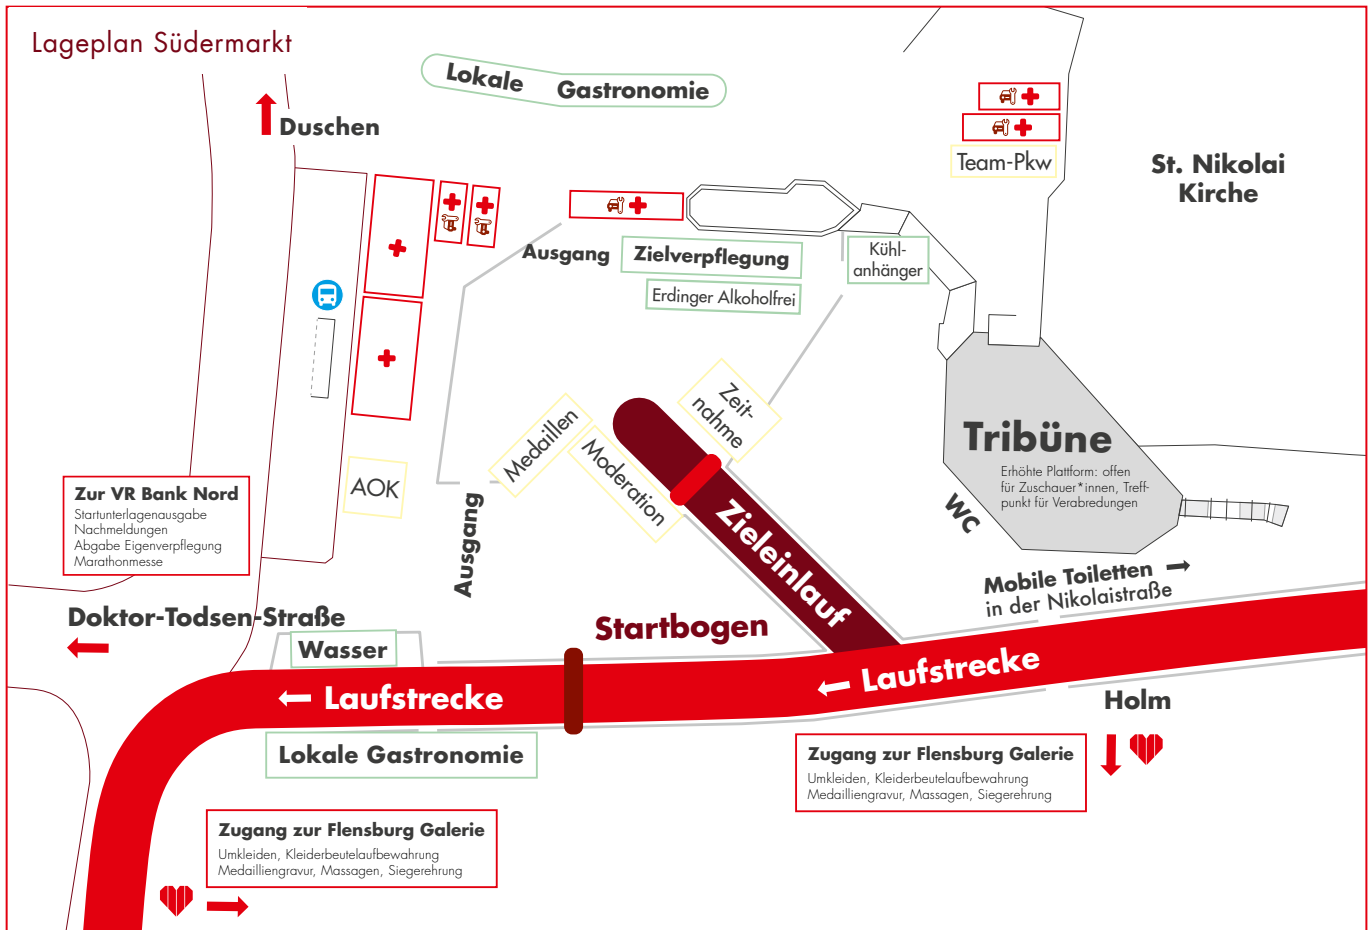 Lageplan Südermarkt
Lokale Gastronomie
Duschen
Team-Pkw
St. Nikolai
Kirche
Ausgang
Zielverpflegung
Kühl-
anhänger
Erdinger Alkoholfrei
Zeit-
nahme
Medaillen
Moderation
Tribüne
Erhöhte Plattform: offen
für Zuschauer*innen, Treff-
punkt für Verabredungen
WC
AOK
Zur VR Bank Nord
Startunterlagenausgabe
Nachmeldungen
Abgabe Eigenverpflegung
Marathonmesse
Ausgang
Zieleinlauf
Mobile Toiletten
in der Nikolaistraße
Doktor-Todsen-Straße
Startbogen
Wasser
Laufstrecke
Laufstrecke
Holm
Lokale Gastronomie
Zugang zur Flensburg Galerie
Umkleiden, Kleiderbeutelaufbewahrung
Medailliengravur, Massagen, Siegerehrung
Zugang zur Flensburg Galerie
Umkleiden, Kleiderbeutelaufbewahrung
Medailliengravur, Massagen, Siegerehrung